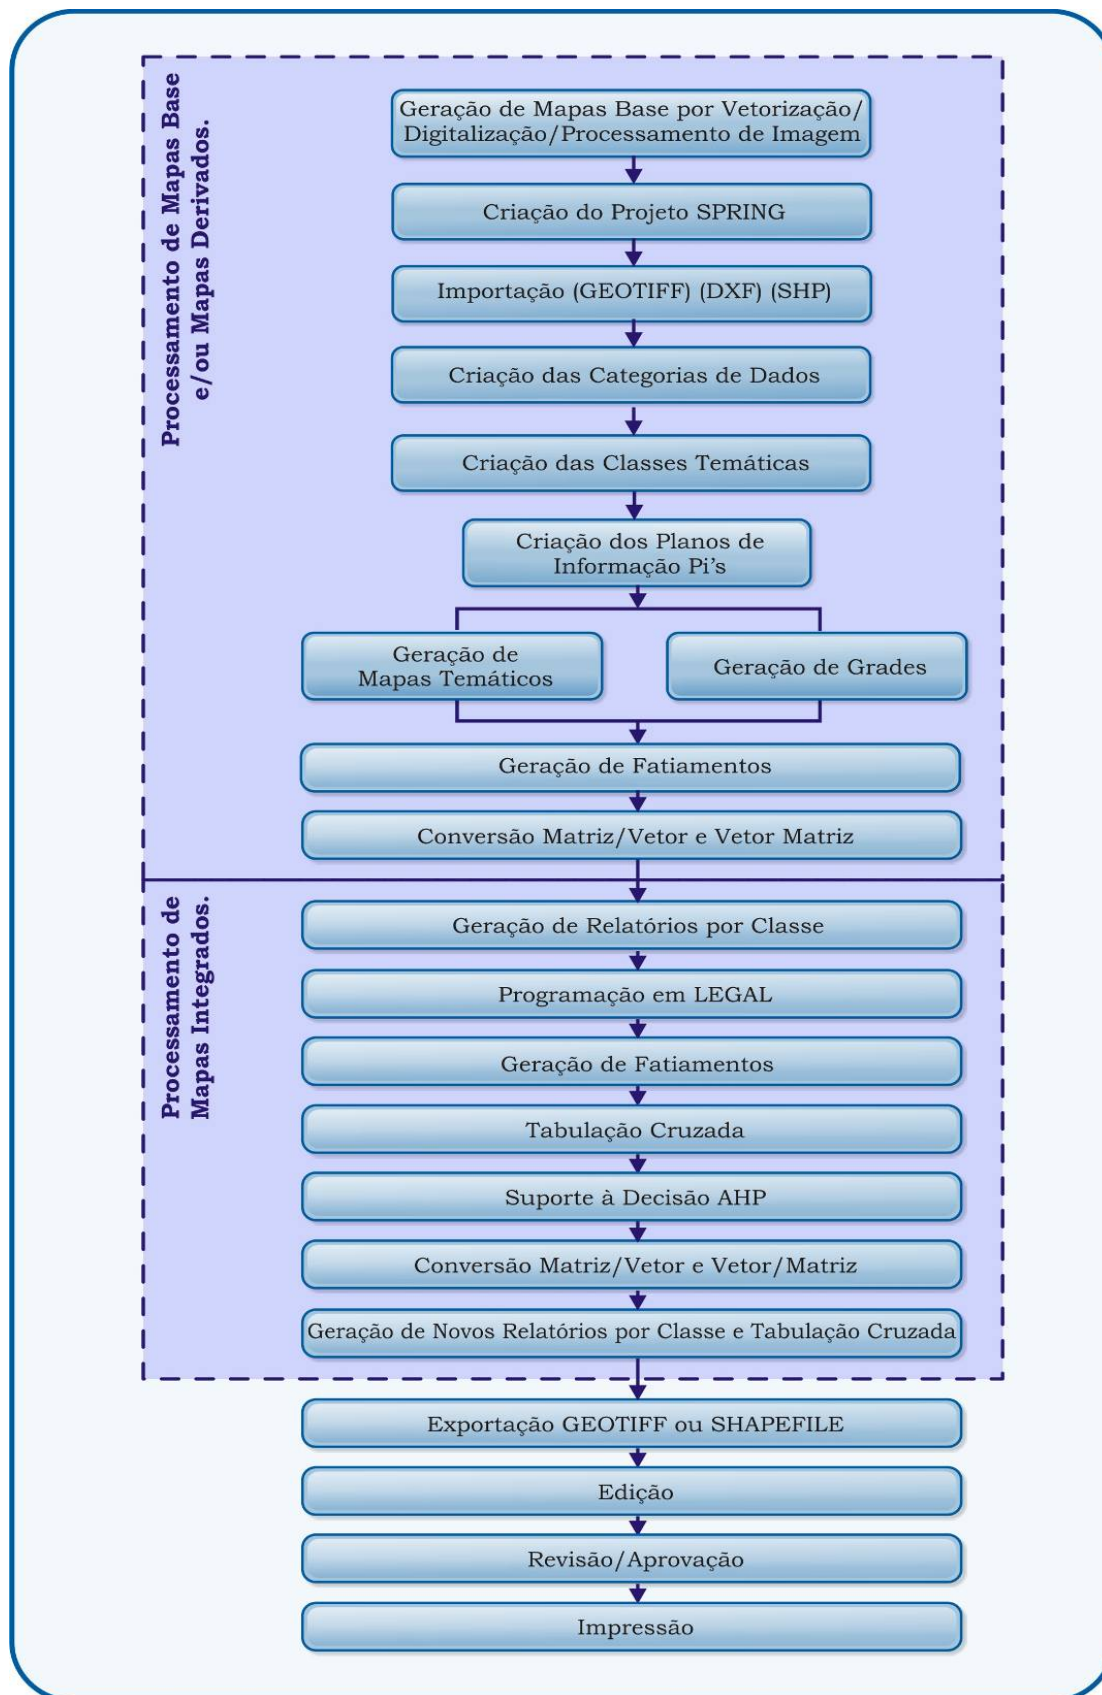 Processamento de Mapas Base
e/ou Mapas Derivados.
Geração de Mapas Base por Vetorização/
Digitalização/Processamento de Imagem
Criação do Projeto SPRING
Importação (GEOTIFF) (DXF) (SHP)
Criação das Categorias de Dados
Criação das Classes Temáticas
Criação dos Planos de
Informação Pi's
Geração de
Mapas Temáticos
Geração de Grades
Geração de Fatiamentos
Conversão Matriz/Vetor e Vetor Matriz
Processamento de
Mapas Integrados.
Geração de Relatórios por Classe
Programação em LEGAL
Geração de Fatiamentos
Tabulação Cruzada
Suporte à Decisão AHP
Conversão Matriz/Vetor e Vetor/Matriz
Geração de Novos Relatórios por Classe e Tabulação Cruzada
Exportação GEOTIFF ou SHAPEFILE
Edição
Revisão/Aprovação
Impressão